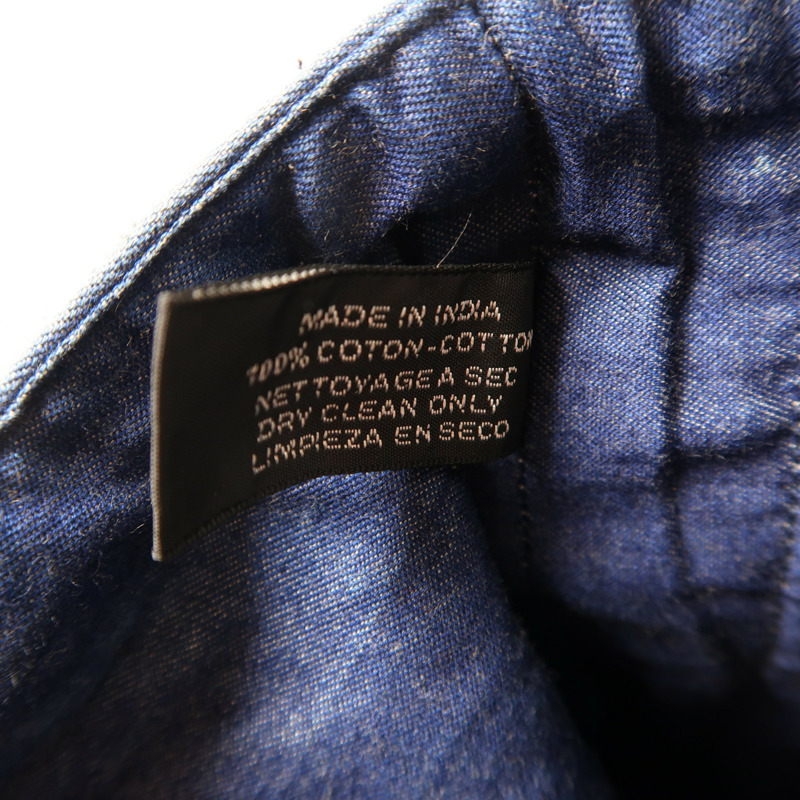 MADE IN INDIA
100% COTON-COTTON
NETTOYAGE A SEC
DRY CLEAN ONLY
LIMPIEZA EN SECO